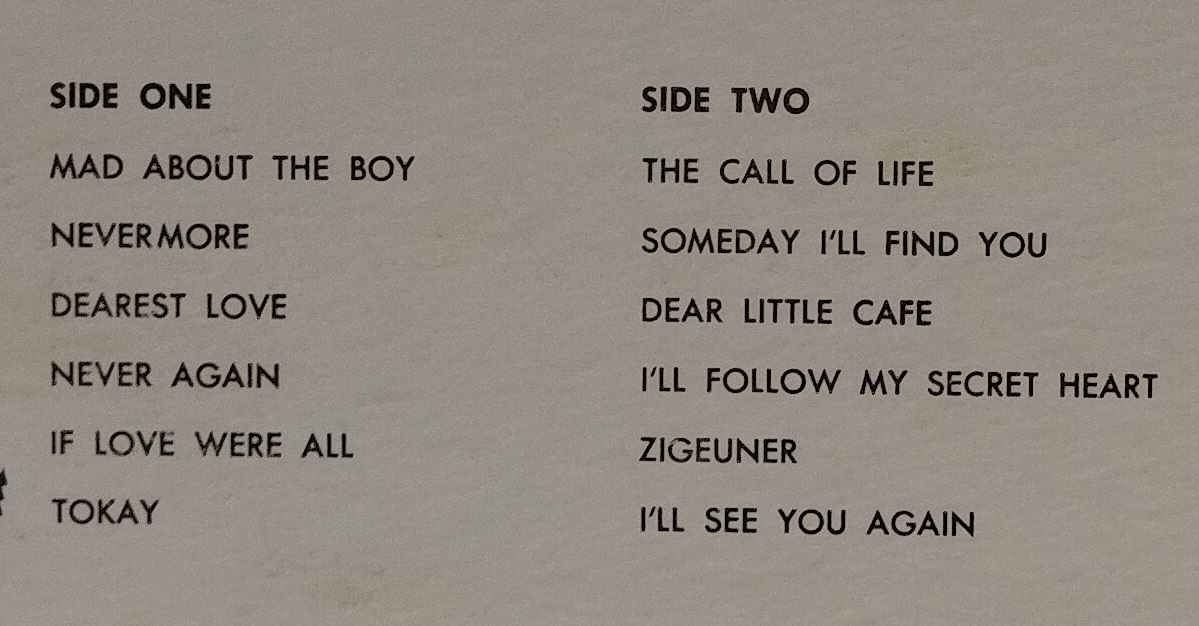 SIDE ONE
MAD ABOUT THE BOY
NEVERMORE
DEAREST LOVE
NEVER AGAIN
IF LOVE WERE ALL
TOKAY
SIDE TWO
THE CALL OF LIFE
SOMEDAY I'LL FIND YOU
DEAR LITTLE CAFE
I'LL FOLLOW MY SECRET HEART
ZIGEUNER
I'LL SEE YOU AGAIN